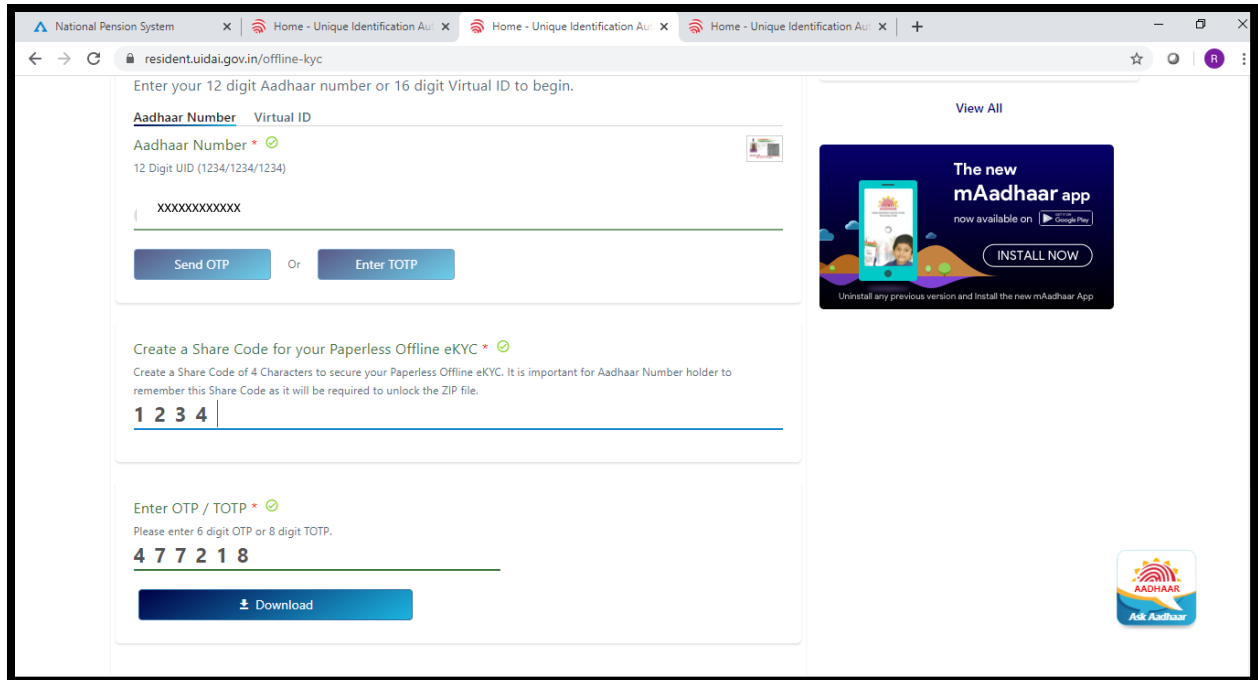 National Pension System
Home - Unique Identification Au
Home - Unique Identification Au
Home - Unique Identification Au
resident.uidai.gov.in/offline-kyc
R
Enter your 12 digit Aadhaar number or 16 digit Virtual ID to begin.
Aadhaar Number Virtual ID
Aadhaar Number *
12 Digit UID (1234/1234/1234)
XXXXXXXXXXXX
Send OTP Or Enter TOTP
Create a Share Code for your Paperless Offline eKYC *
Create a Share Code of 4 Characters to secure your Paperless Offline eKYC. It is important for Aadhaar Number holder to
remember this Share Code as it will be required to unlock the ZIP file.
1 2 3 4
Enter OTP / TOTP *
Please enter 6 digit OTP or 8 digit TOTP.
4 7 7 2 1 8
Download
View All
The new
mAadhaar app
now available on GET IT ON Google Play
INSTALL NOW
Uninstall any previous version and Install the new mAadhaar App
AADHAAR
Ask Aadhaar